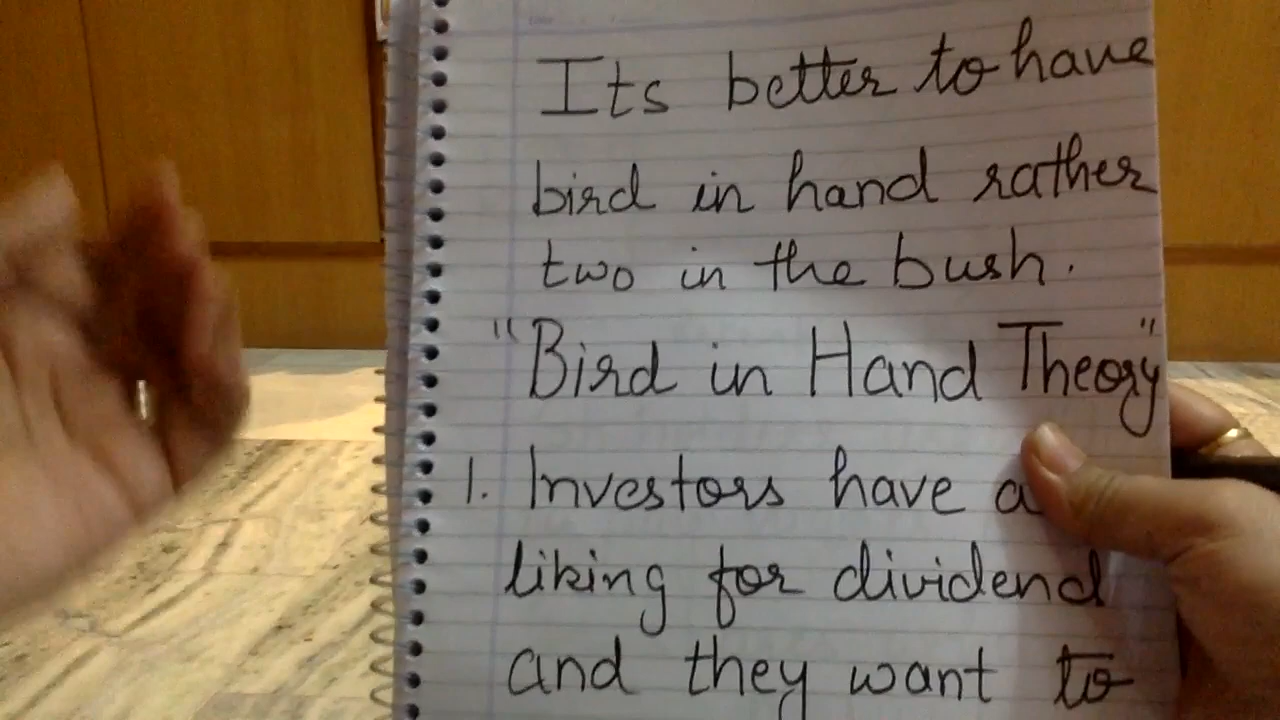 Its better to have
bird in hand rather
two in the bush.
"Bird in Hand Theory"
1. Investors have a
liking for dividend
and they want to